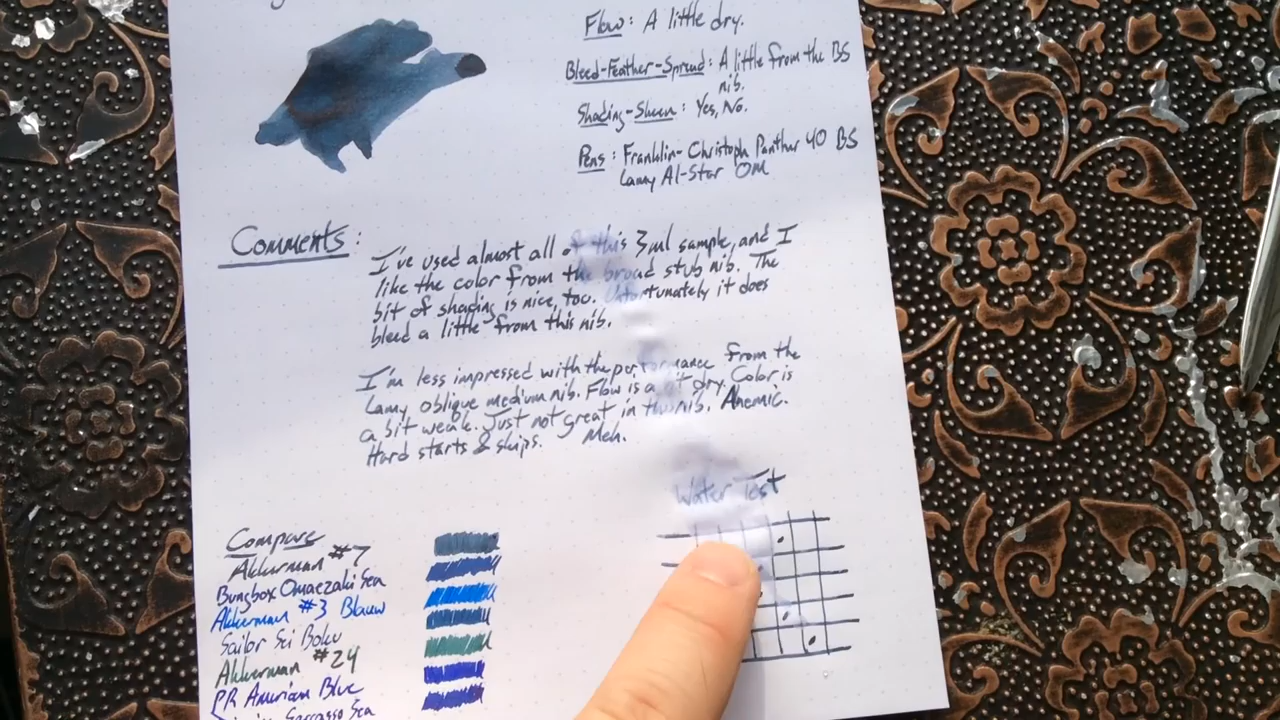 Flow: A little dry.
Bleed-Feather-Spread: A little from the BS
nib.
Shading-Sheen: Yes, No.
Pens: Franklin-Christoph Panther 40 BS
Lamy Al-Star OM
Comments:
I've used almost all of this 3ml sample, and I
like the color from the broad stub nib. The
bit of shading is nice, too. Unfortunately it does
bleed a little from this nib.
I'm less impressed with the performance from the
Lamy oblique medium nib. Flow is a bit dry. Color is
a bit weak. Just not great in this nib. Anemic.
Hard starts & skips. Meh.
Water Test
Compare
Akkerman #7
Bungbox Omaezaki Sea
Akkerman #3 Blauw
Sailor Sei Boku
Akkerman #24
PR American Blue
Sargasso Sea